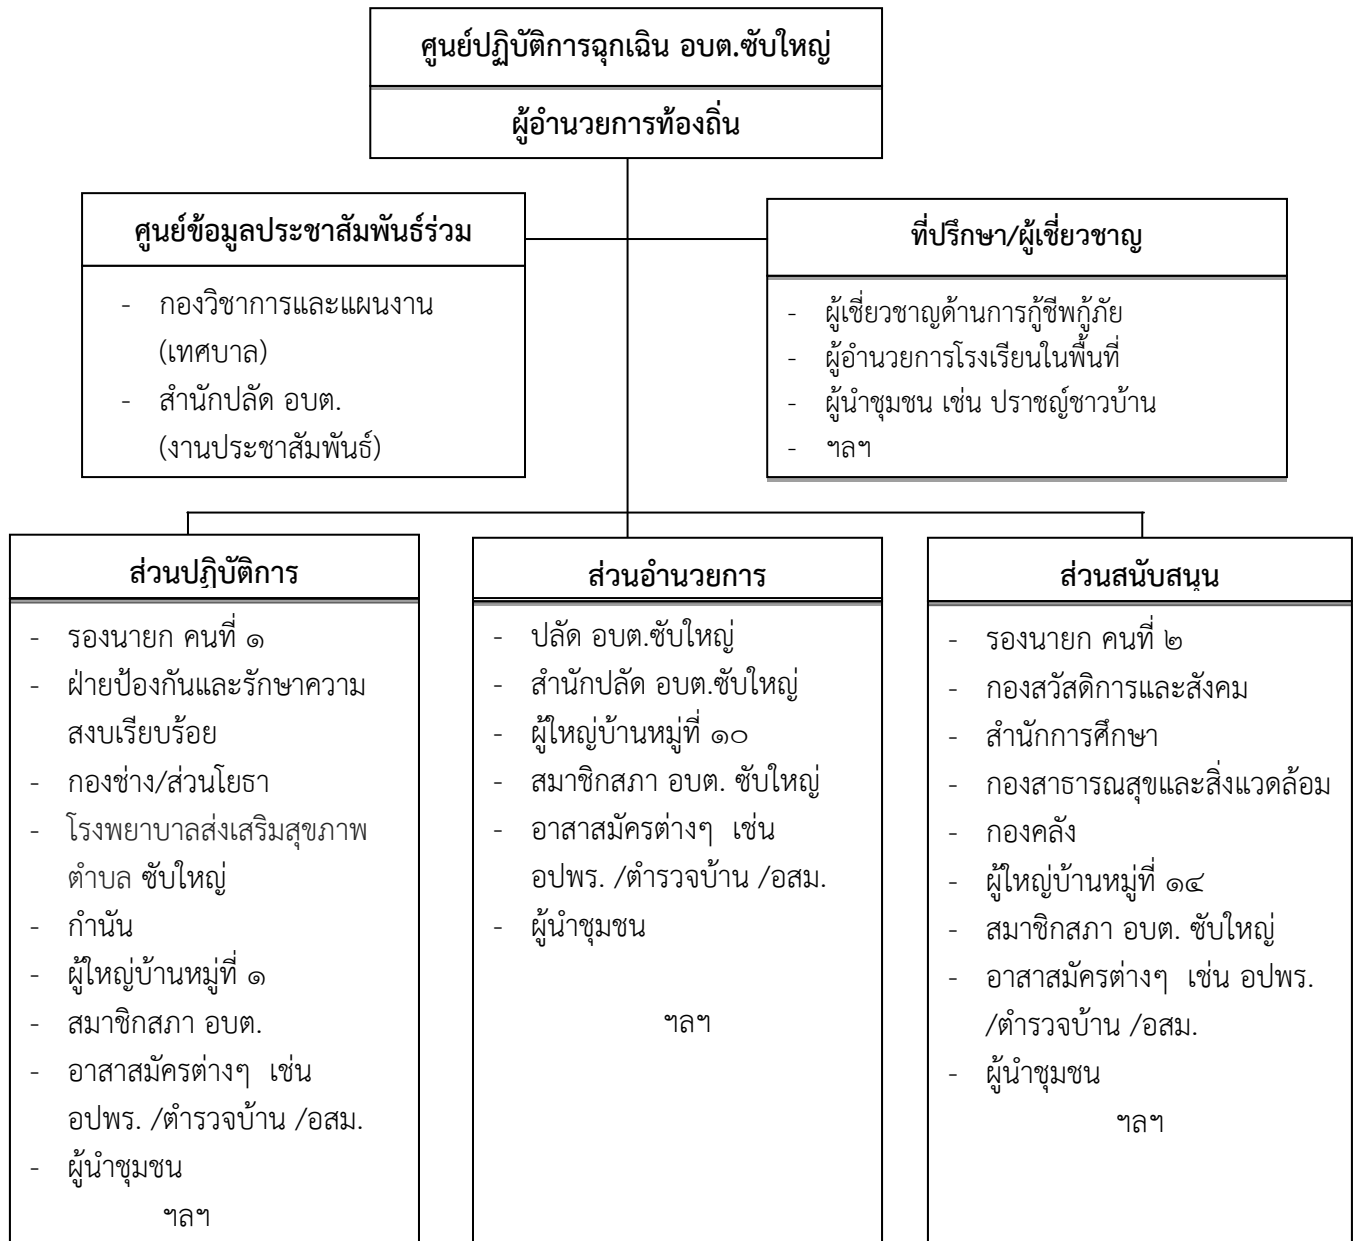 ศูนย์ปฏิบัติการฉุกเฉิน อบต.ซับใหญ่
ผู้อำนวยการท้องถิ่น
ศูนย์ข้อมูลประชาสัมพันธ์ร่วม
- กองวิชาการและแผนงาน
(เทศบาล)
- สำนักปลัด อบต.
(งานประชาสัมพันธ์)
ที่ปรึกษา/ผู้เชี่ยวชาญ
- ผู้เชี่ยวชาญด้านการกู้ชีพกู้ภัย
- ผู้อำนวยการโรงเรียนในพื้นที่
- ผู้นำชุมชน เช่น ปราชญ์ชาวบ้าน
- ฯลฯ
ส่วนปฏิบัติการ
- รองนายก คนที่ ๑
- ฝ่ายป้องกันและรักษาความ
สงบเรียบร้อย
- กองช่าง/ส่วนโยธา
- โรงพยาบาลส่งเสริมสุขภาพ
ตำบล ซับใหญ่
- กำนัน
- ผู้ใหญ่บ้านหมู่ที่ ๑
- สมาชิกสภา อบต.
- อาสาสมัครต่างๆ เช่น
อปพร. /ตำรวจบ้าน /อสม.
- ผู้นำชุมชน
ฯลฯ
ส่วนอำนวยการ
- ปลัด อบต.ซับใหญ่
- สำนักปลัด อบต.ซับใหญ่
- ผู้ใหญ่บ้านหมู่ที่ ๑๐
- สมาชิกสภา อบต. ซับใหญ่
- อาสาสมัครต่างๆ เช่น
อปพร. /ตำรวจบ้าน /อสม.
- ผู้นำชุมชน
ฯลฯ
ส่วนสนับสนุน
- รองนายก คนที่ ๒
- กองสวัสดิการและสังคม
- สำนักการศึกษา
- กองสาธารณสุขและสิ่งแวดล้อม
- กองคลัง
- ผู้ใหญ่บ้านหมู่ที่ ๑๔
- สมาชิกสภา อบต. ซับใหญ่
- อาสาสมัครต่างๆ เช่น อปพร.
/ตำรวจบ้าน /อสม.
- ผู้นำชุมชน
ฯลฯ